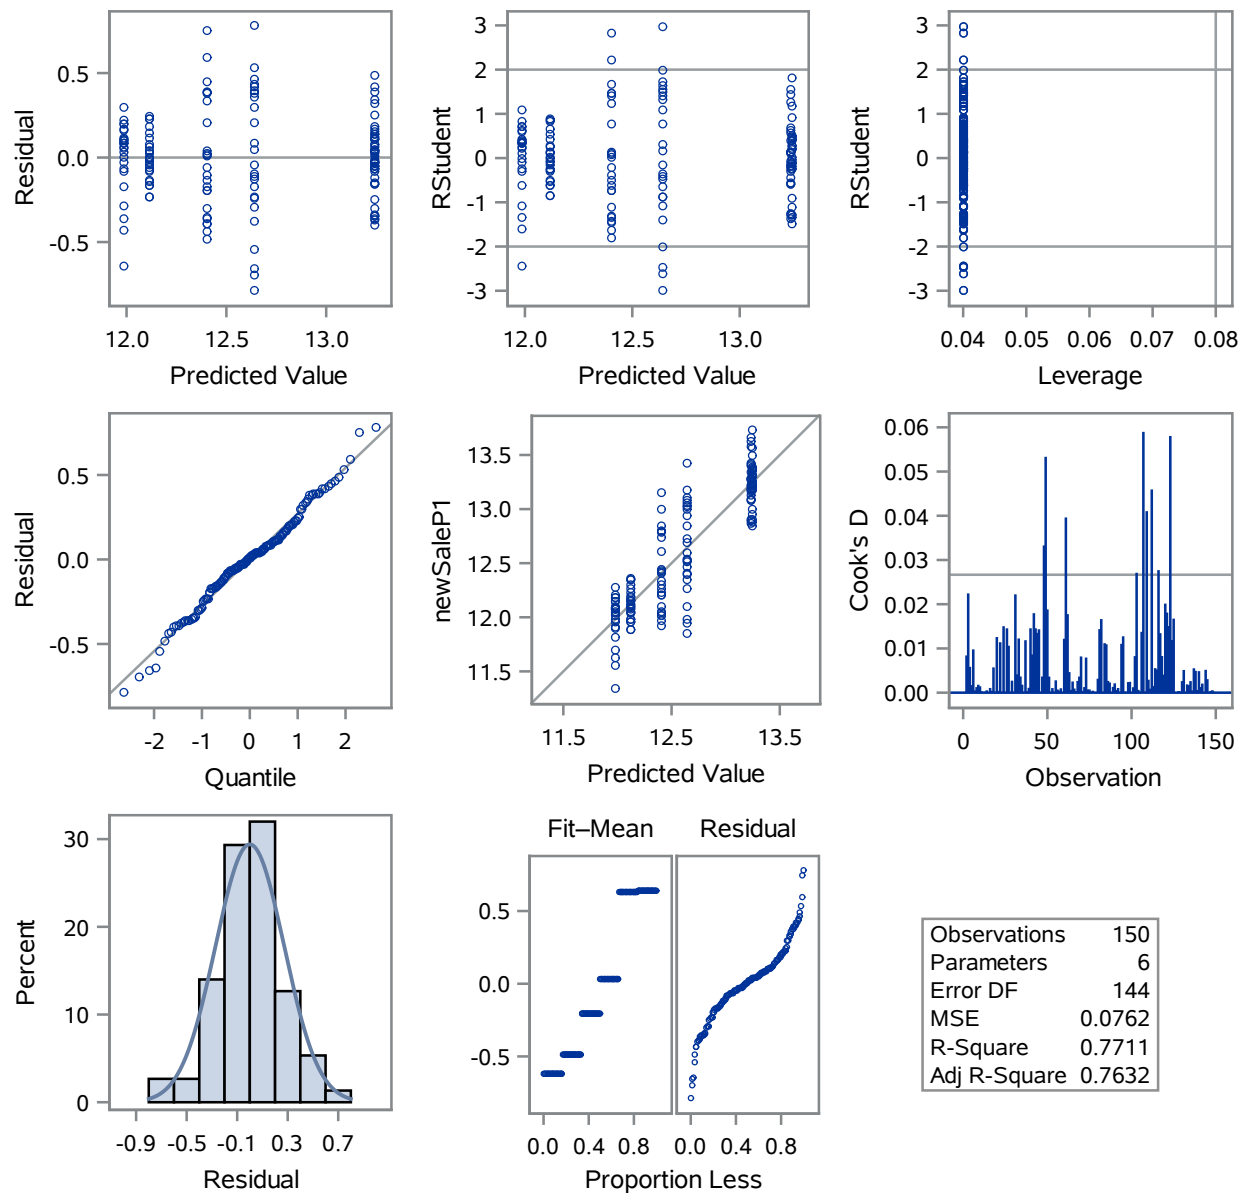 0.5
0.0
-0.5
Residual
12.0 12.5 13.0
Predicted Value
3
2
1
0
-1
-2
-3
RStudent
12.0 12.5 13.0
Predicted Value
3
2
1
0
-1
-2
-3
RStudent
0.04 0.05 0.06 0.07 0.08
Leverage
0.5
0.0
-0.5
Residual
-2 -1 0 1 2
Quantile
13.5
13.0
12.5
12.0
11.5
newSaleP1
11.5 12.5 13.5
Predicted Value
0.06
0.05
0.04
0.03
0.02
0.01
0.00
Cook's D
0 50 100 150
Observation
30
20
10
0
Percent
-0.9 -0.5 -0.1 0.3 0.7
Residual
Fit–Mean Residual
0.5
0.0
-0.5
0.0 0.4 0.8 0.0 0.4 0.8
Proportion Less
Observations 150
Parameters 6
Error DF 144
MSE 0.0762
R-Square 0.7711
Adj R-Square 0.7632